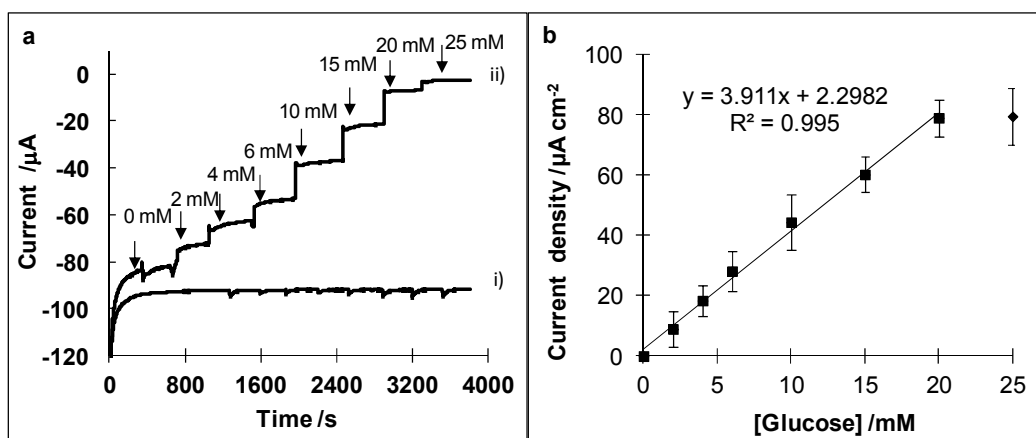 a
0 mM
2 mM
4 mM
6 mM
10 mM
15 mM
20 mM
25 mM
ii)
i)
0
-20
-40
-60
-80
-100
-120
Current /µA
0 800 1600 2400 3200 4000
Time /s
b
y = 3.911x + 2.2982
R² = 0.995
100
80
60
40
20
0
Current density /µA cm⁻²
0 5 10 15 20 25
[Glucose] /mM